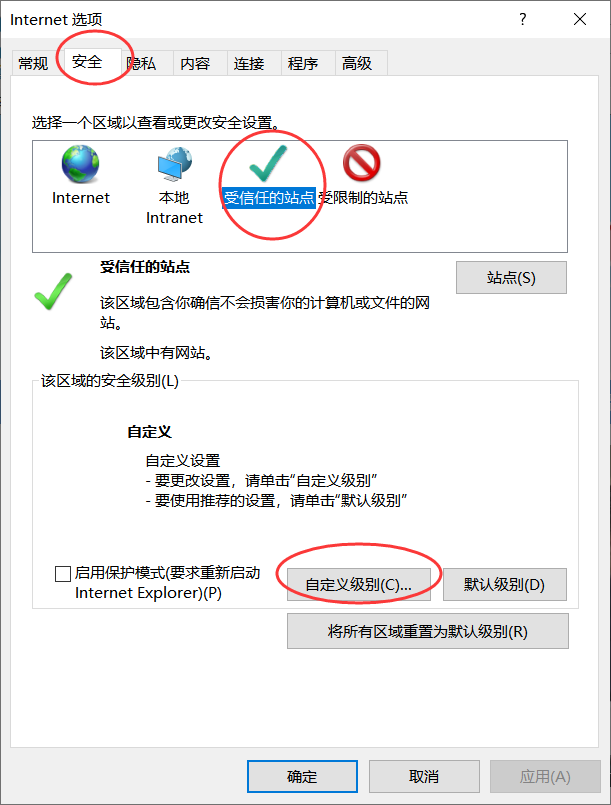 Internet 选项
?
常规 安全 隐私 内容 连接 程序 高级
选择一个区域以查看或更改安全设置。
Internet 本地 受信任的站点 受限制的站点
Intranet
受信任的站点
站点(S)
该区域包含你确信不会损害你的计算机或文件的网
站。
该区域中有网站。
该区域的安全级别(L)
自定义
自定义设置
- 要更改设置，请单击“自定义级别”
- 要使用推荐的设置，请单击“默认级别”
启用保护模式(要求重新启动
Internet Explorer)(P)
自定义级别(C)... 默认级别(D)
将所有区域重置为默认级别(R)
确定 取消 应用(A)